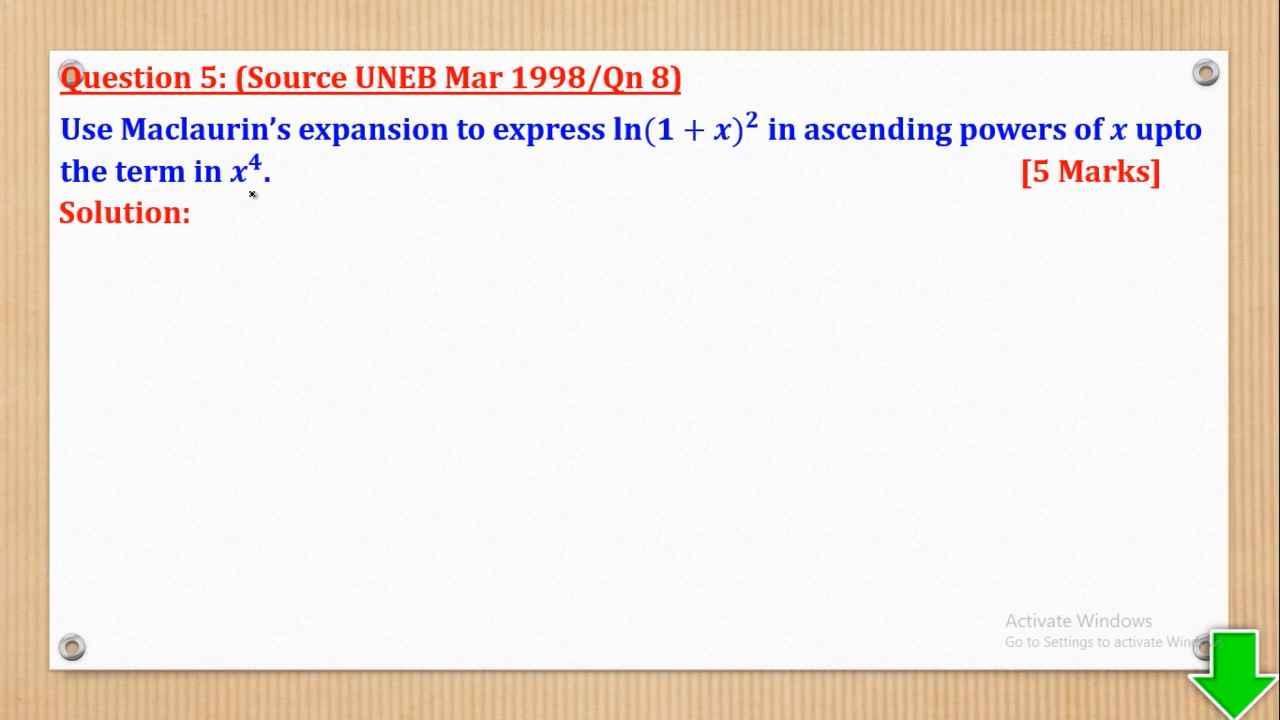 Question 5: (Source UNEB Mar 1998/Qn 8)
Use Maclaurin's expansion to express ln(1 + x)² in ascending powers of x upto
the term in x⁴. [5 Marks]
Solution:
Activate Windows
Go to Settings to activate Windows